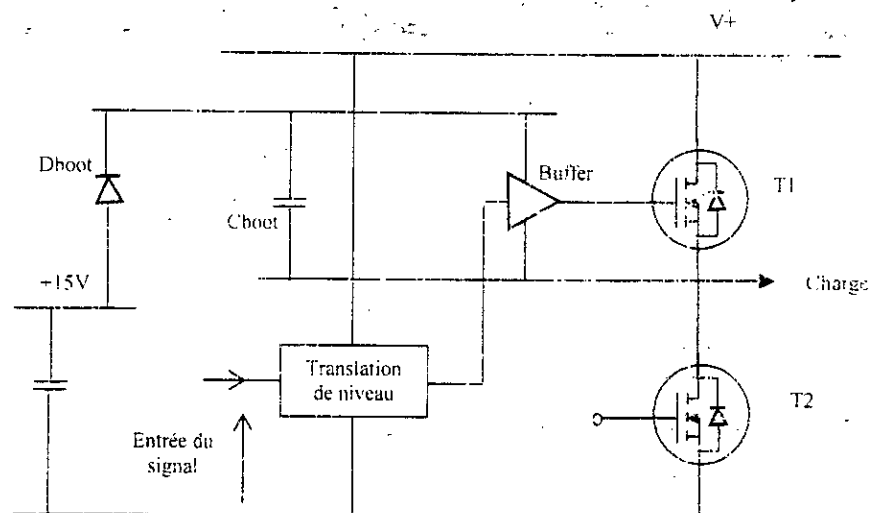 V+
Dboot
Buffer
T1
Cboot
+15V
Charge
Translation
de niveau
T2
Entrée du
signal